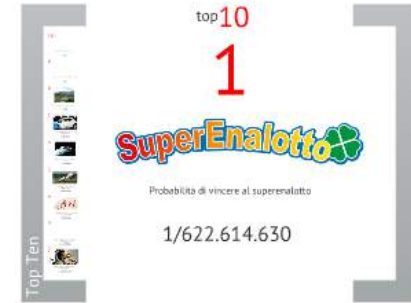 top10
1
SuperEnalotto
Probabilità di vincere al superenalotto
1/622.614.630
Top Ten